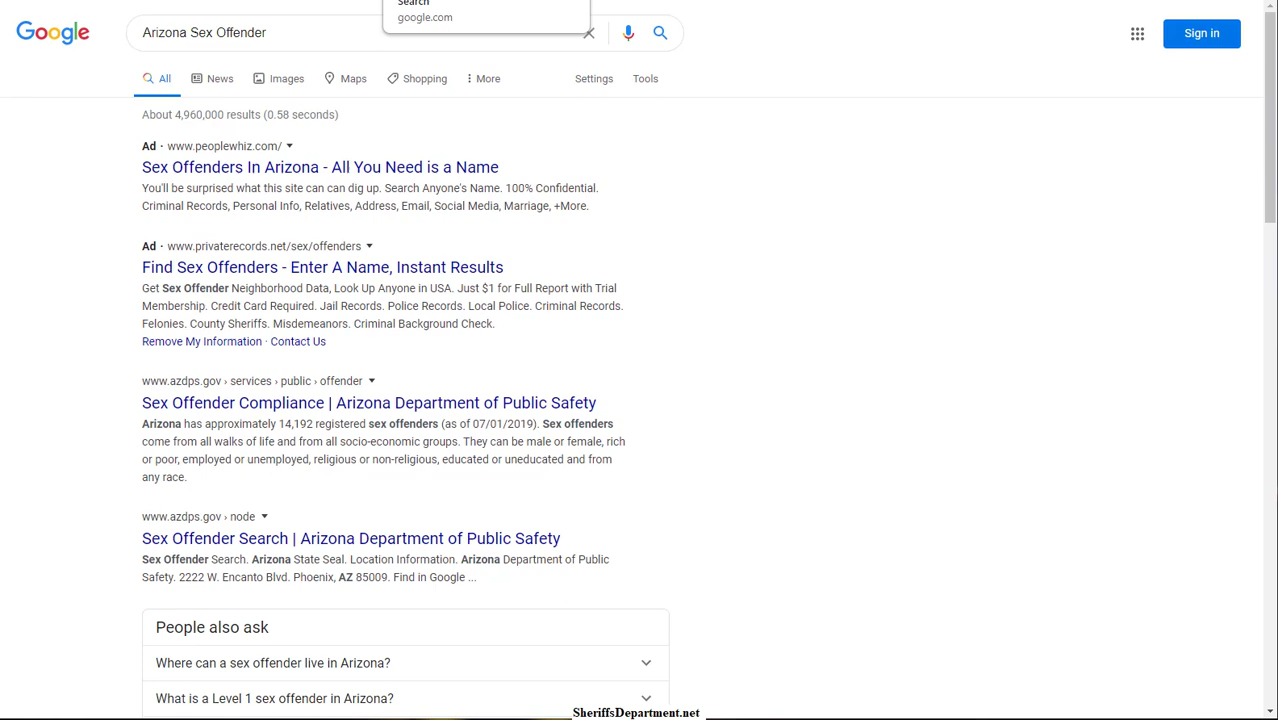 Search
google.com
Google
Arizona Sex Offender
Sign in
All News Images Maps Shopping More Settings Tools
About 4,960,000 results (0.58 seconds)
Ad · www.peoplewhiz.com/
Sex Offenders In Arizona - All You Need is a Name
You'll be surprised what this site can can dig up. Search Anyone's Name. 100% Confidential.
Criminal Records, Personal Info, Relatives, Address, Email, Social Media, Marriage, +More.
Ad · www.privaterecords.net/sex/offenders
Find Sex Offenders - Enter A Name, Instant Results
Get Sex Offender Neighborhood Data, Look Up Anyone in USA. Just $1 for Full Report with Trial
Membership. Credit Card Required. Jail Records. Police Records. Local Police. Criminal Records.
Felonies. County Sheriffs. Misdemeanors. Criminal Background Check.
Remove My Information · Contact Us
www.azdps.gov › services › public › offender
Sex Offender Compliance | Arizona Department of Public Safety
Arizona has approximately 14,192 registered sex offenders (as of 07/01/2019). Sex offenders
come from all walks of life and from all socio-economic groups. They can be male or female, rich
or poor, employed or unemployed, religious or non-religious, educated or uneducated and from
any race.
www.azdps.gov › node
Sex Offender Search | Arizona Department of Public Safety
Sex Offender Search. Arizona State Seal. Location Information. Arizona Department of Public
Safety. 2222 W. Encanto Blvd. Phoenix, AZ 85009. Find in Google ...
People also ask
Where can a sex offender live in Arizona?
What is a Level 1 sex offender in Arizona?
SheriffsDepartment.net